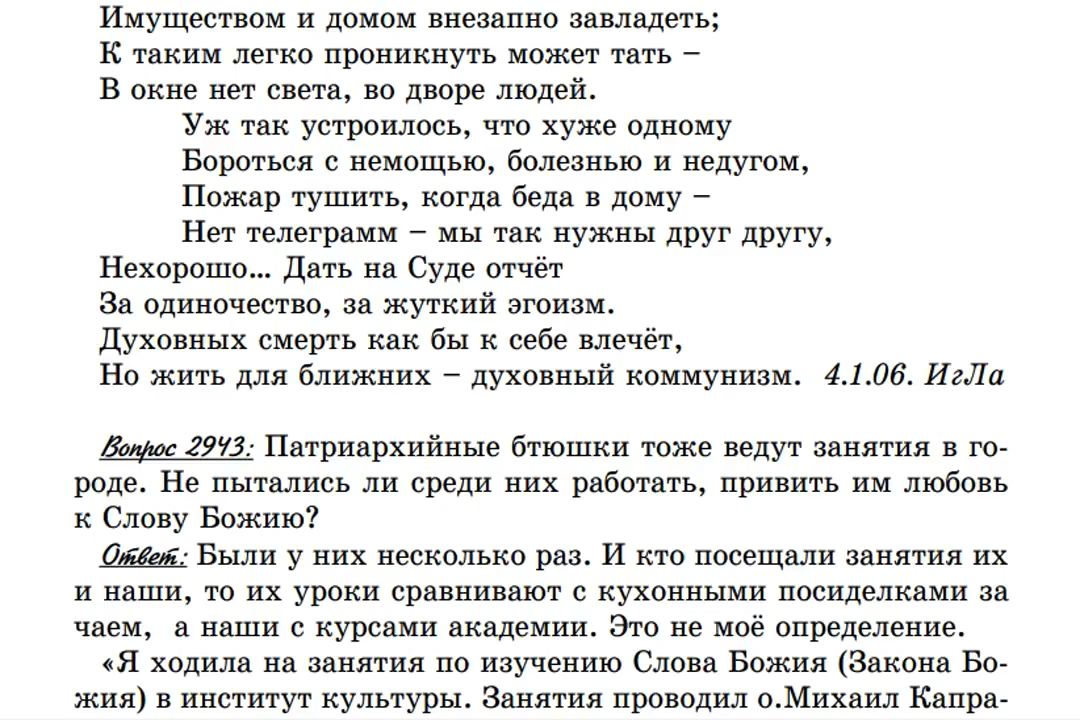 Имуществом и домом внезапно завладеть;
К таким легко проникнуть может тать –
В окне нет света, во дворе людей.
Уж так устроилось, что хуже одному
Бороться с немощью, болезнью и недугом,
Пожар тушить, когда беда в дому –
Нет телеграмм – мы так нужны друг другу,
Нехорошо... Дать на Суде отчёт
За одиночество, за жуткий эгоизм.
Духовных смерть как бы к себе влечёт,
Но жить для ближних – духовный коммунизм. 4.1.06. ИгЛа
Вопрос 2943: Патриархийные бтюшки тоже ведут занятия в го-
роде. Не пытались ли среди них работать, привить им любовь
к Слову Божию?
Ответ: Были у них несколько раз. И кто посещали занятия их
и наши, то их уроки сравнивают с кухонными посиделками за
чаем, а наши с курсами академии. Это не моё определение.
«Я ходила на занятия по изучению Слова Божия (Закона Бо-
жия) в институт культуры. Занятия проводил о.Михаил Капра-